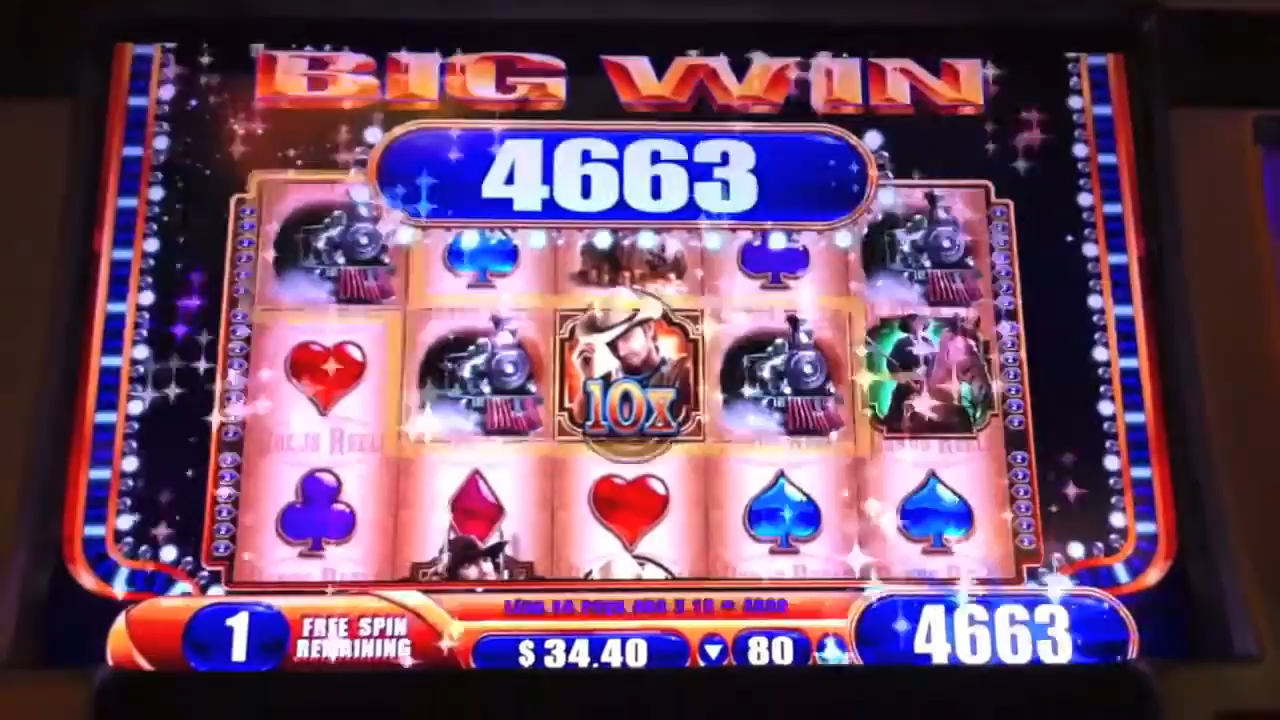 BIG WIN
4663
10X
1
FREE SPIN
REMAINING
$ 34.40
80
4663